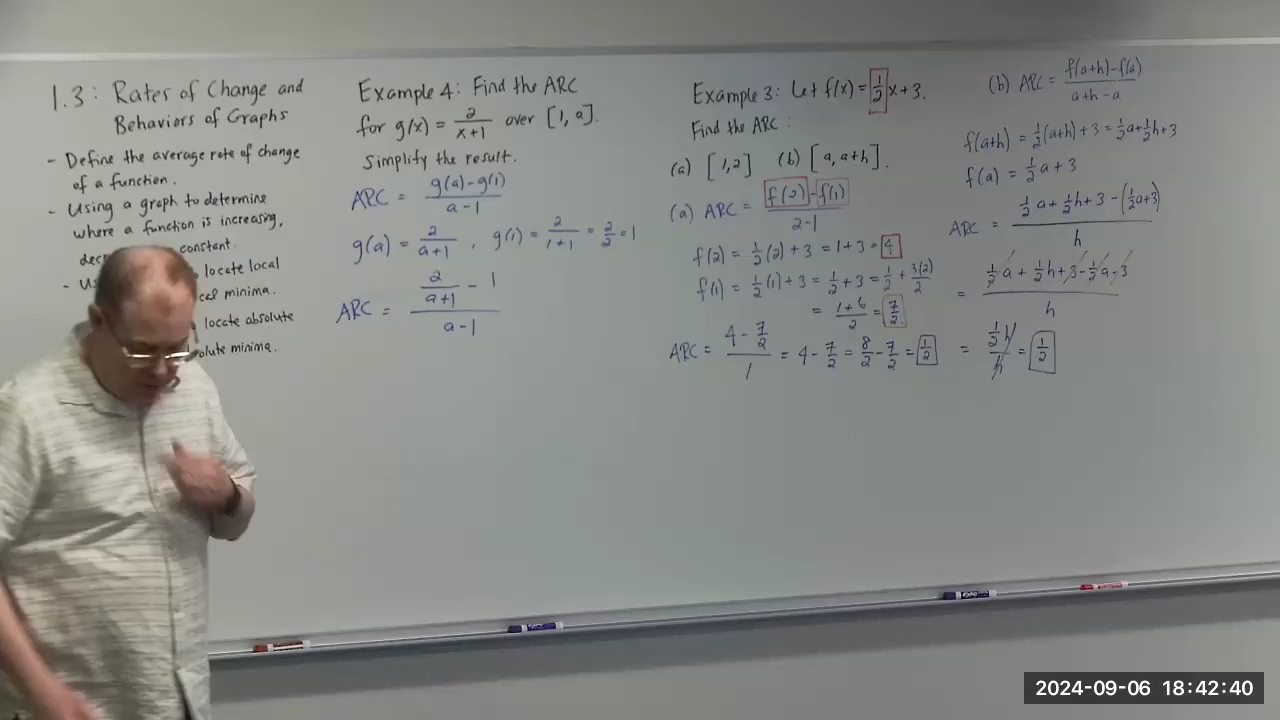 1.3: Rates of Change and
Behaviors of Graphs
- Define the average rate of change
of a function.
- Using a graph to determine
where a function is increasing,
constant.
locate local
cal minima.
locate absolute
olute minima.
Example 4: Find the ARC
for g(x) = 2/(x+1) over [1, a].
Simplify the result.
ARC = (g(a)-g(1))/(a-1)
g(a) = 2/(a+1) , g(1) = 2/(1+1) = 2/2 = 1
ARC = (2/(a+1) - 1)/(a-1)
Example 3: Let f(x) = 1/2 x + 3.
Find the ARC:
(a) [1,2] (b) [a, a+h].
(a) ARC = (f(2)-f(1))/(2-1)
f(2) = 1/2(2) + 3 = 1+3 = 4
f(1) = 1/2(1) + 3 = 1/2 + 3 = 1/2 + 3(2)/2
= (1+6)/2 = 7/2.
ARC = (4 - 7/2)/1 = 4 - 7/2 = 8/2 - 7/2 = 1/2
(b) ARC = (f(a+h)-f(a))/(a+h-a)
f(a+h) = 1/2(a+h) + 3 = 1/2a + 1/2h + 3
f(a) = 1/2 a + 3
ARC = (1/2 a + 1/2 h + 3 - (1/2 a + 3))/h
= (1/2 a + 1/2 h + 3 - 1/2 a - 3)/h
= (1/2 h)/h = 1/2
EXPO
2024-09-06 18:42:40